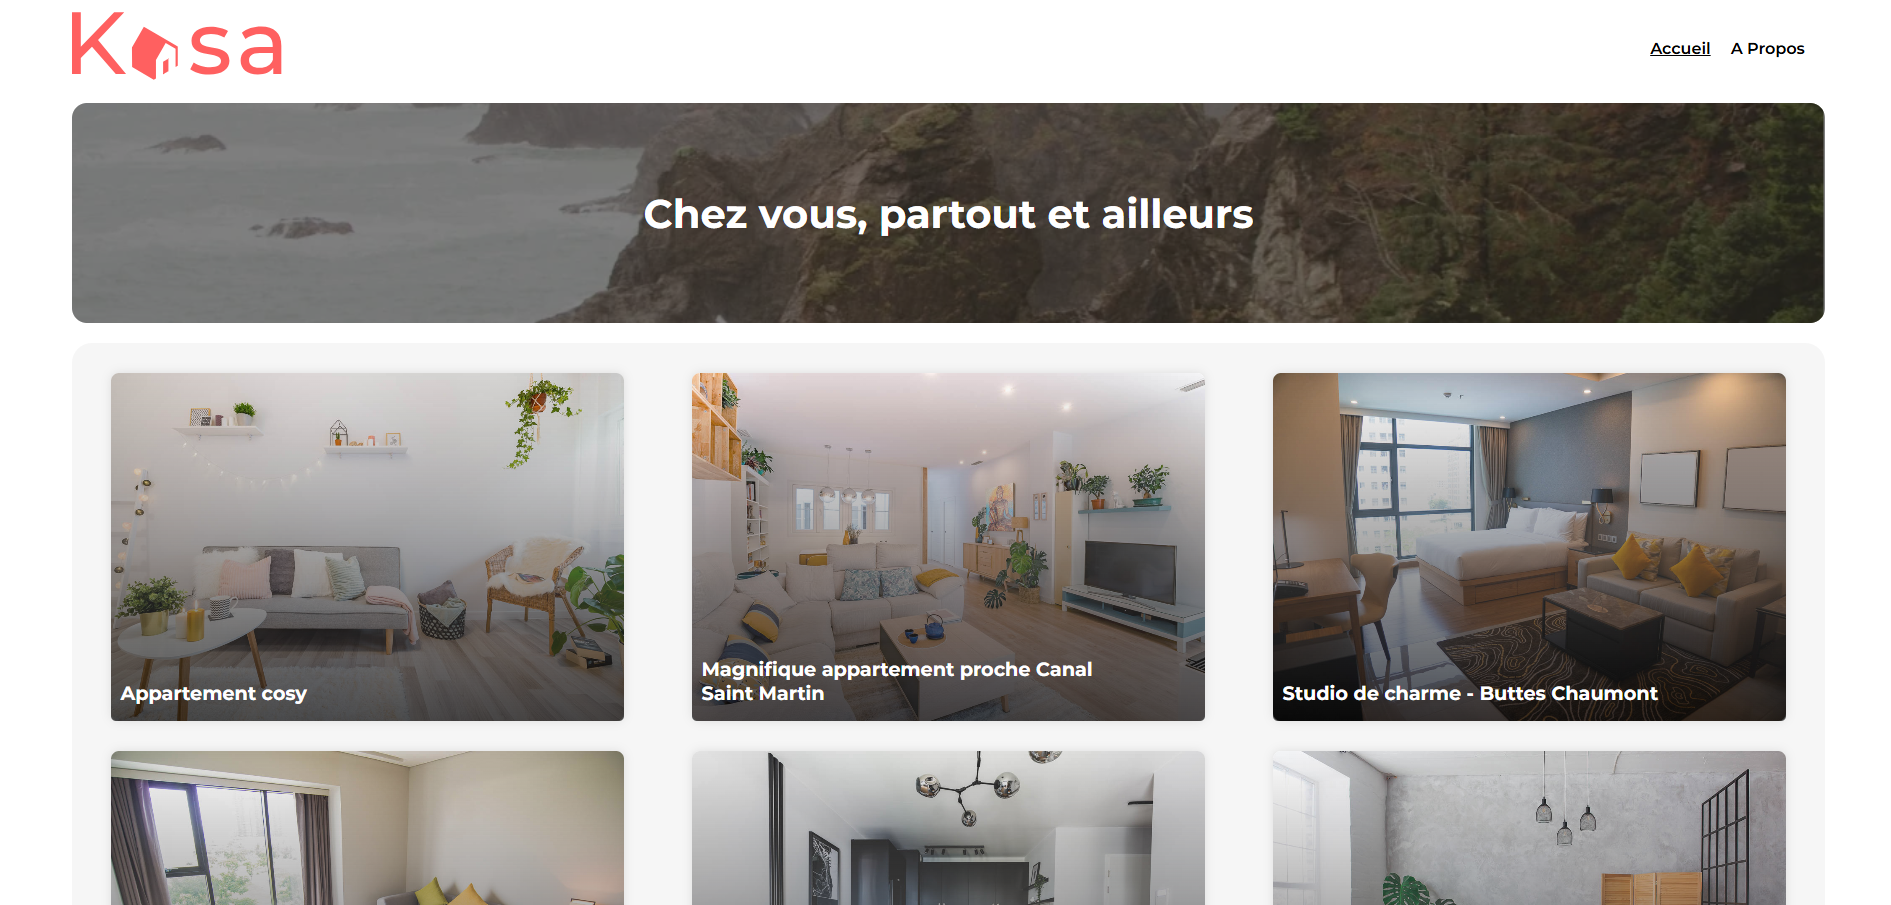 Kasa
Accueil
A Propos
Chez vous, partout et ailleurs
Appartement cosy
Magnifique appartement proche Canal
Saint Martin
Studio de charme - Buttes Chaumont